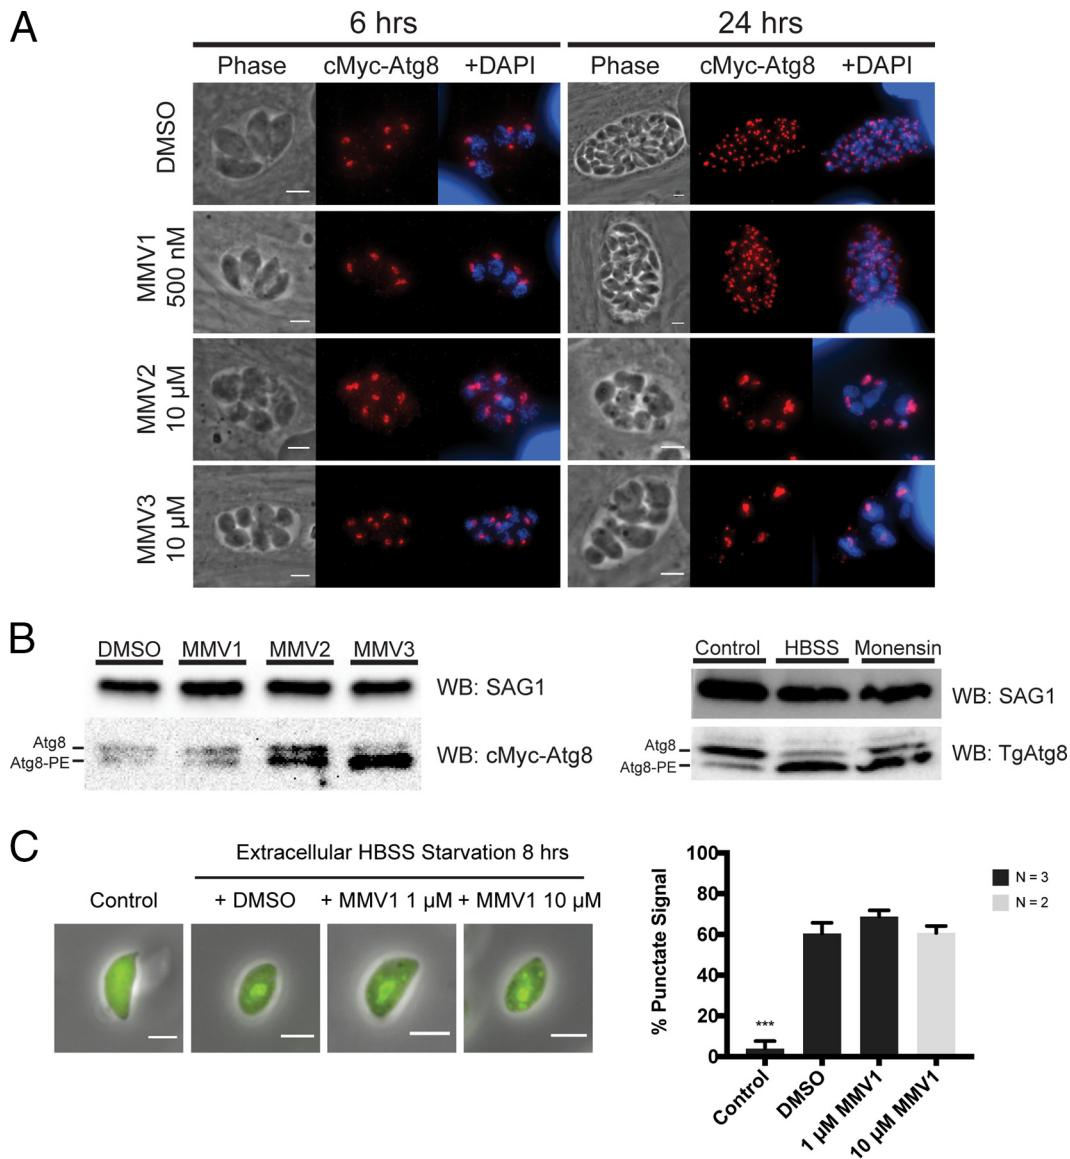 A
6 hrs
24 hrs
Phase cMyc-Atg8 +DAPI
Phase cMyc-Atg8 +DAPI
DMSO
MMV1
500 nM
MMV2
10 µM
MMV3
10 µM
B
DMSO MMV1 MMV2 MMV3
WB: SAG1
Atg8
Atg8-PE
WB: cMyc-Atg8
Control HBSS Monensin
WB: SAG1
Atg8
Atg8-PE
WB: TgAtg8
C
Extracellular HBSS Starvation 8 hrs
Control + DMSO + MMV1 1 µM + MMV1 10 µM
% Punctate Signal
100
80
60
40
20
0
***
Control
DMSO
1 µM MMV1
10 µM MMV1
N = 3
N = 2